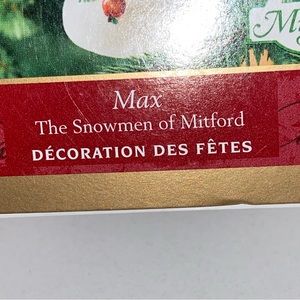 Max
The Snowmen of Mitford
DÉCORATION DES FÊTES